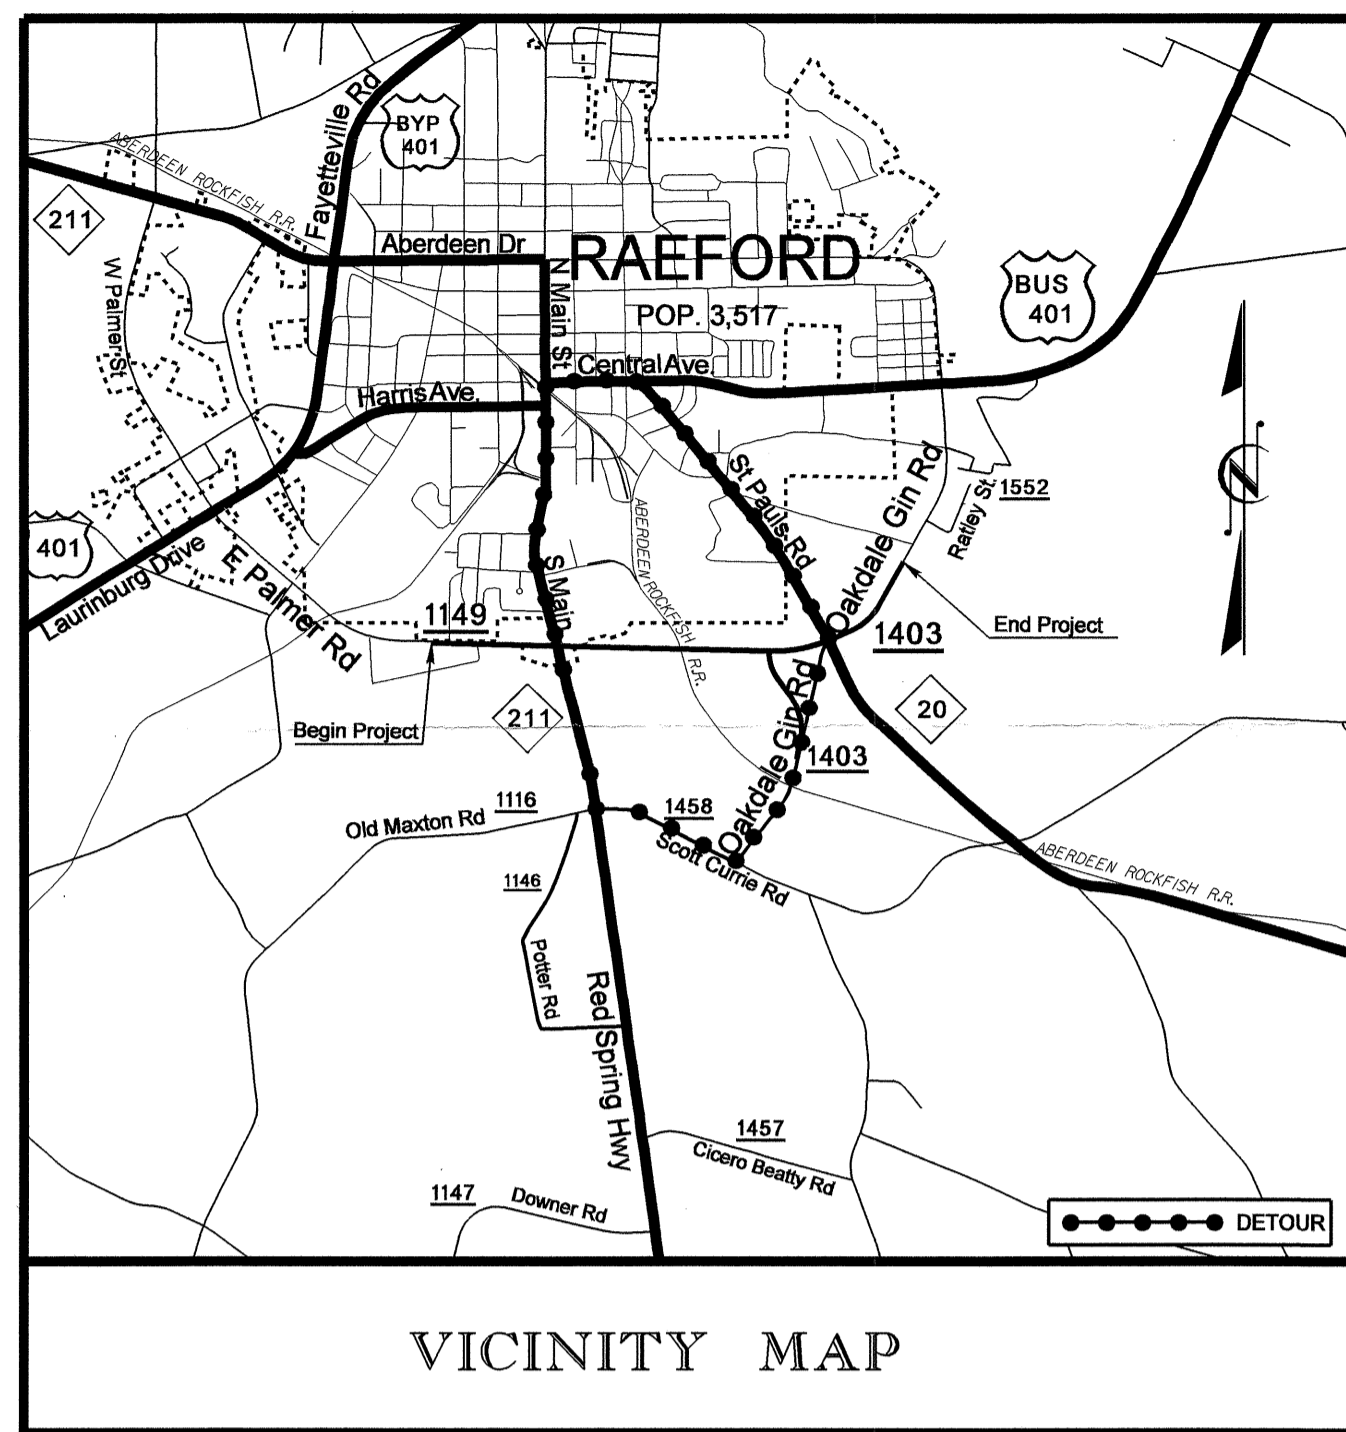 Fayetteville Rd
BYP
401
ABERDEEN ROCKFISH R.R.
211
Aberdeen Dr
RAEFORD
N Main St
W Palmer St
POP. 3,517
BUS
401
Central Ave.
Harris Ave.
St Pauls Rd
Oakdale Gin Rd
Ratley St.
1552
N
401
Laurinburg Drive
E Palmer Rd
ABERDEEN ROCKFISH R.R.
S Main
1149
1403
End Project
Begin Project
211
20
Oakdale Gin Rd
1403
1116
Old Maxton Rd
1458
Scott Currie Rd
ABERDEEN ROCKFISH R.R.
1146
Potter Rd
Red Spring Hwy
1457
Cicero Beatty Rd
1147
Downer Rd
DETOUR
VICINITY MAP